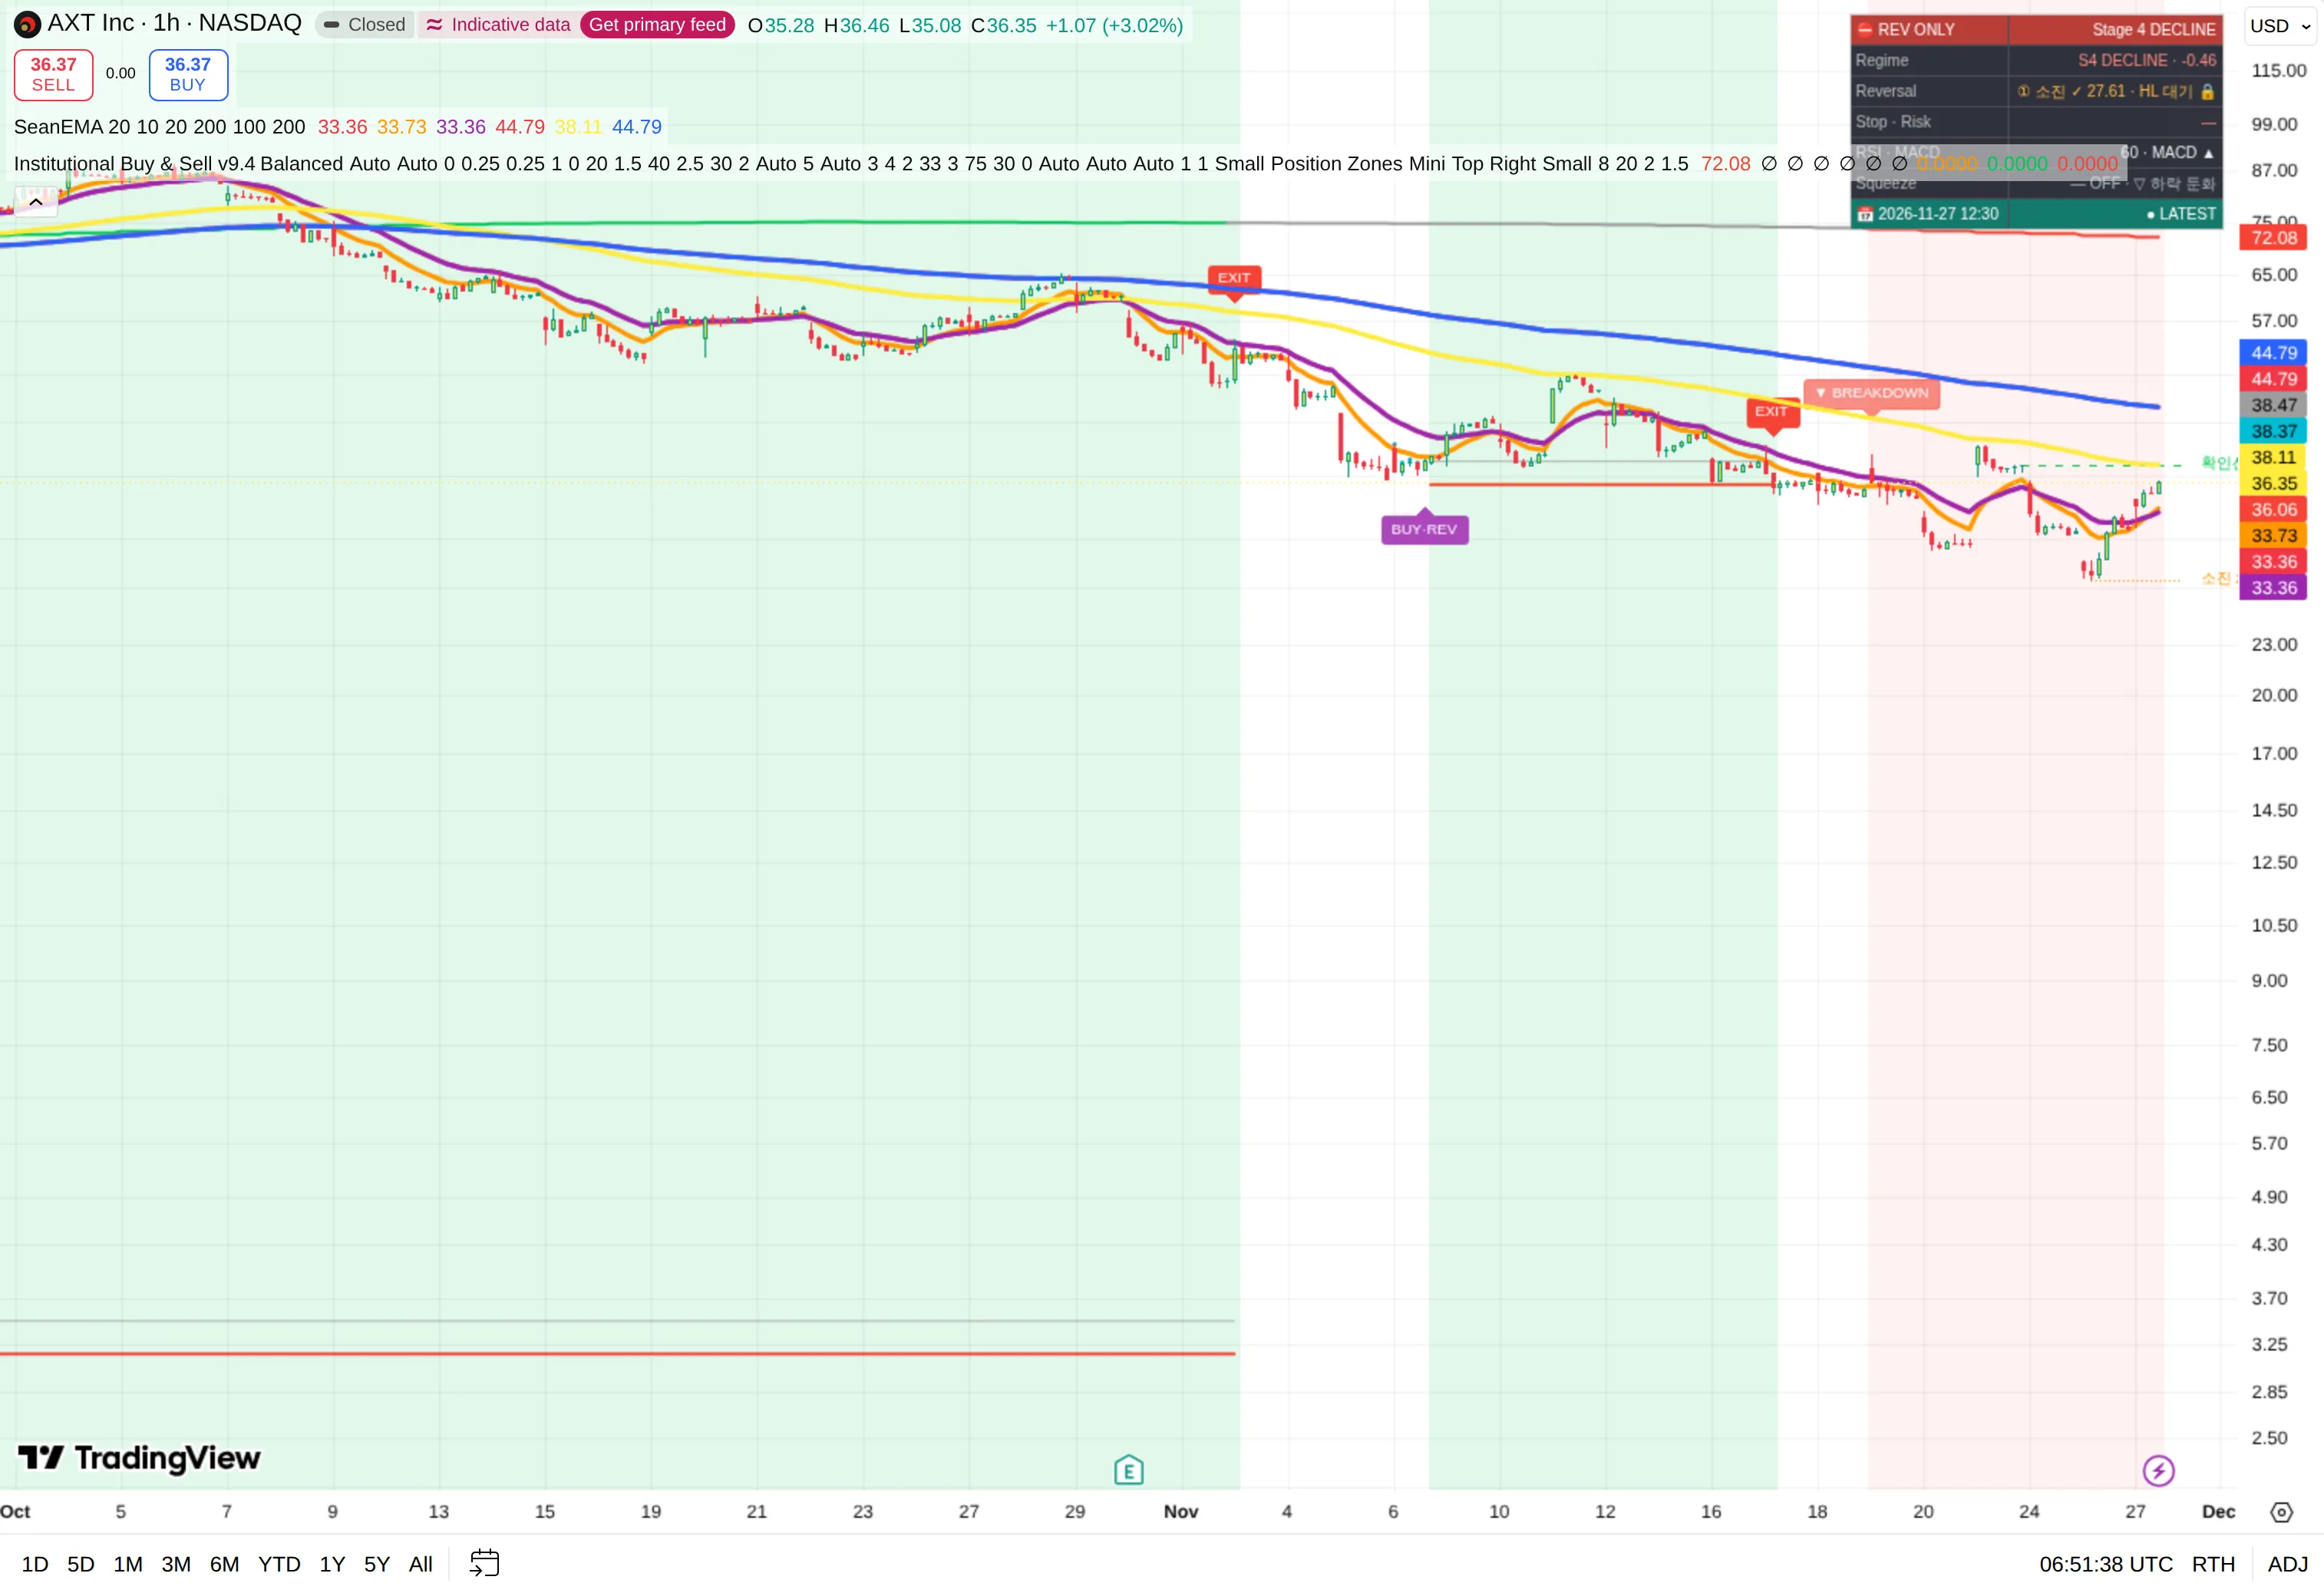 AXT Inc · 1h · NASDAQ Closed Indicative data Get primary feed O35.28 H36.46 L35.08 C36.35 +1.07 (+3.02%)
36.37 SELL 0.00 36.37 BUY
SeanEMA 20 10 20 200 100 200 33.36 33.73 33.36 44.79 38.11 44.79
Institutional Buy & Sell v9.4 Balanced Auto Auto 0 0.25 0.25 1 0 20 1.5 40 2.5 30 2 Auto 5 Auto 3 4 2 33 3 75 30 0 Auto Auto Auto 1 1 Small Position Zones Mini Top Right Small 8 20 2 1.5 72.08 ∅ ∅ ∅ ∅ ∅ ∅ 0.0000 0.0000 0.0000
⛔ REV ONLY Stage 4 DECLINE
Regime S4 DECLINE · -0.46
Reversal ① 소진 ✓ 27.61 · HL 대기 🔒
Stop · Risk —
RSI · MACD 60 · MACD ▲
Squeeze — OFF · ▽ 하락 둔화
📅 2026-11-27 12:30 ● LATEST
USD
115.00
99.00
87.00
75.00
72.08
65.00
57.00
44.79
44.79
38.47
38.37
38.11
36.35
36.06
33.73
33.36
33.36
23.00
20.00
17.00
14.50
12.50
10.50
9.00
7.50
6.50
5.70
4.90
4.30
3.70
3.25
2.85
2.50
EXIT
▼ BREAKDOWN
EXIT
BUY·REV
소진
TradingView
E
Oct 5 7 9 13 15 19 21 23 27 29 Nov 4 6 10 12 16 18 20 24 27 Dec
1D 5D 1M 3M 6M YTD 1Y 5Y All 06:51:38 UTC RTH ADJ